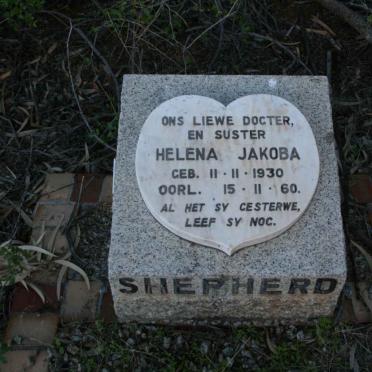 ONS LIEWE DOGTER,
EN SUSTER
HELENA JAKOBA
GEB. 11·11·1930
OORL. 15·11·60.
AL HET SY GESTERWE,
LEEF SY NOG.
SHEPHERD